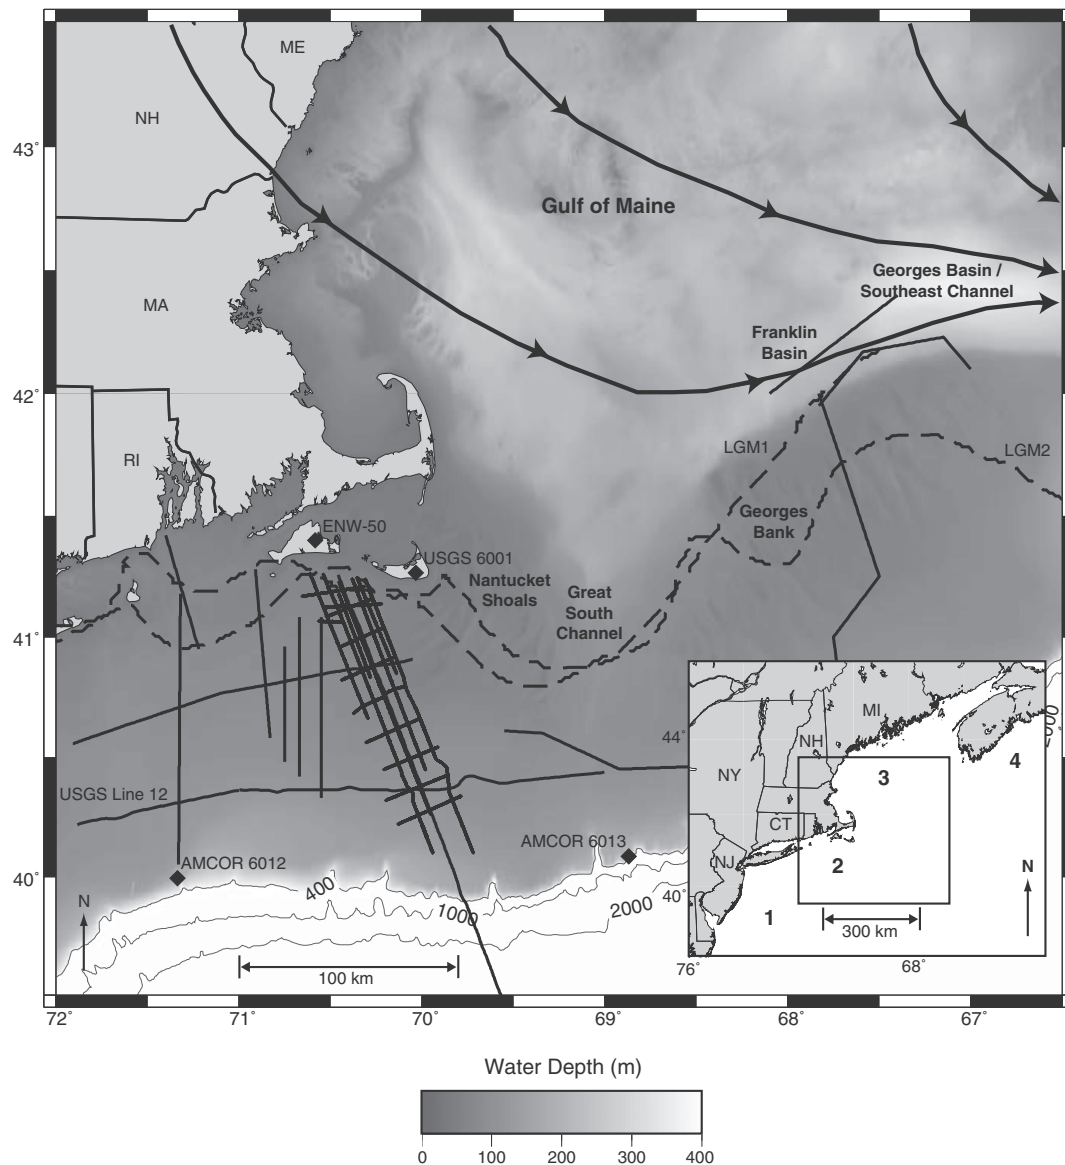 ME
NH
43°
Gulf of Maine
Georges Basin /
Southeast Channel
MA
Franklin
Basin
42°
LGM1
LGM2
RI
Georges
Bank
ENW-50
USGS 6001
Nantucket
Shoals
Great
South
Channel
41°
MI
44°
NH
4
3
NY
USGS Line 12
CT
AMCOR 6013
NJ
2
AMCOR 6012
N
40°
400
40°
1000
2000
1
N
300 km
76°
68°
100 km
72°
71°
70°
69°
68°
67°
Water Depth (m)
0
100
200
300
400